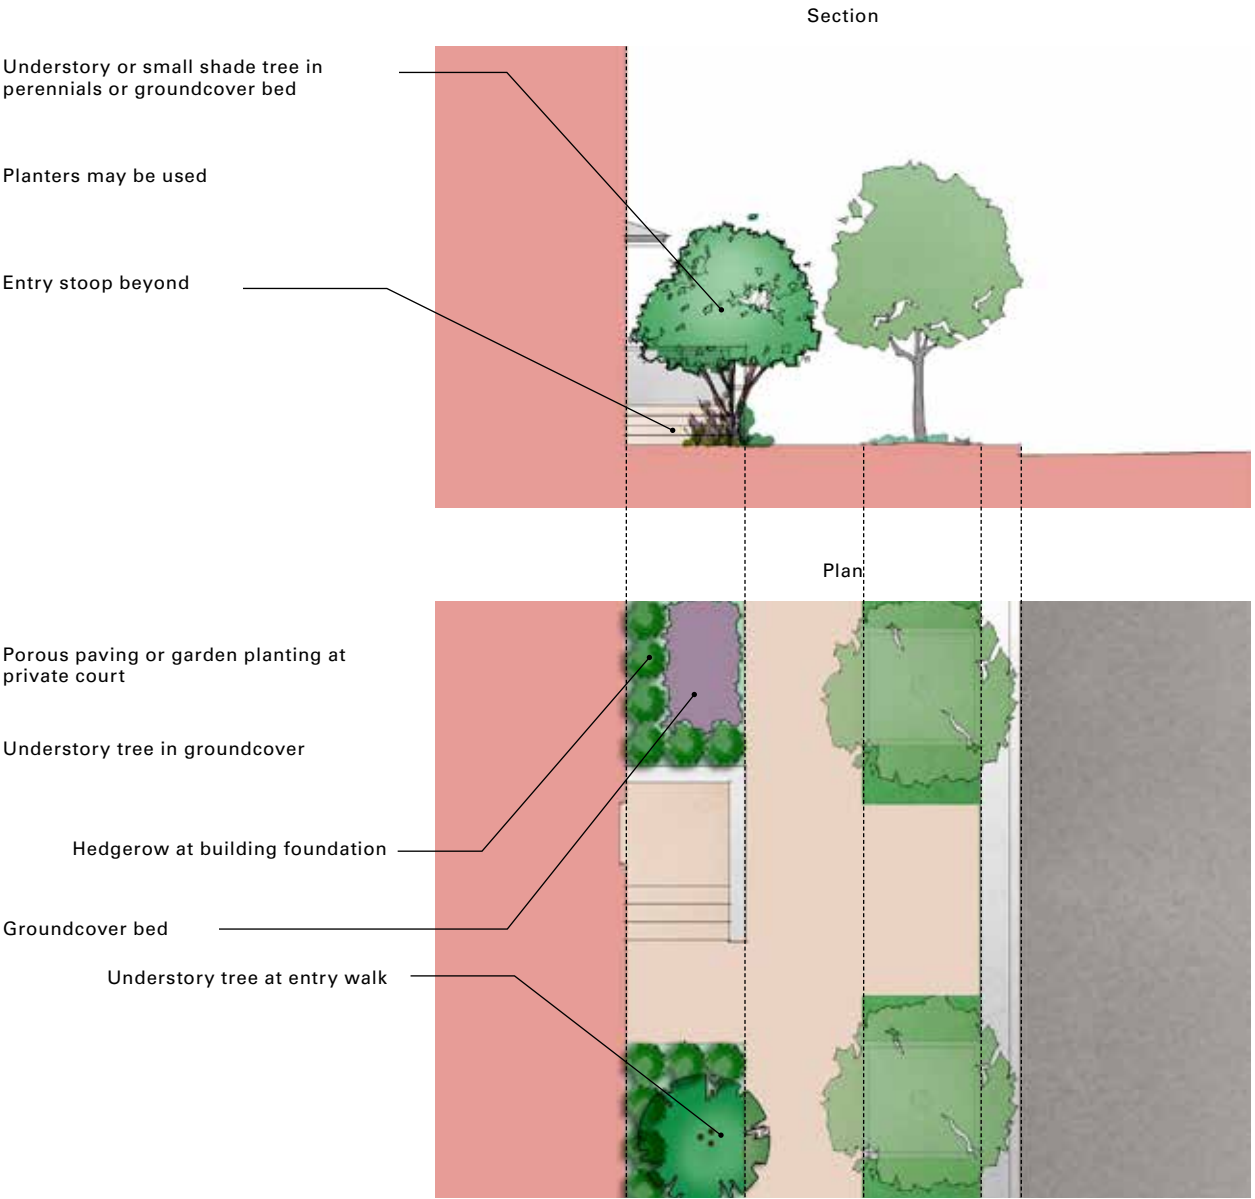 Section
Understory or small shade tree in
perennials or groundcover bed
Planters may be used
Entry stoop beyond
Plan
Porous paving or garden planting at
private court
Understory tree in groundcover
Hedgerow at building foundation
Groundcover bed
Understory tree at entry walk